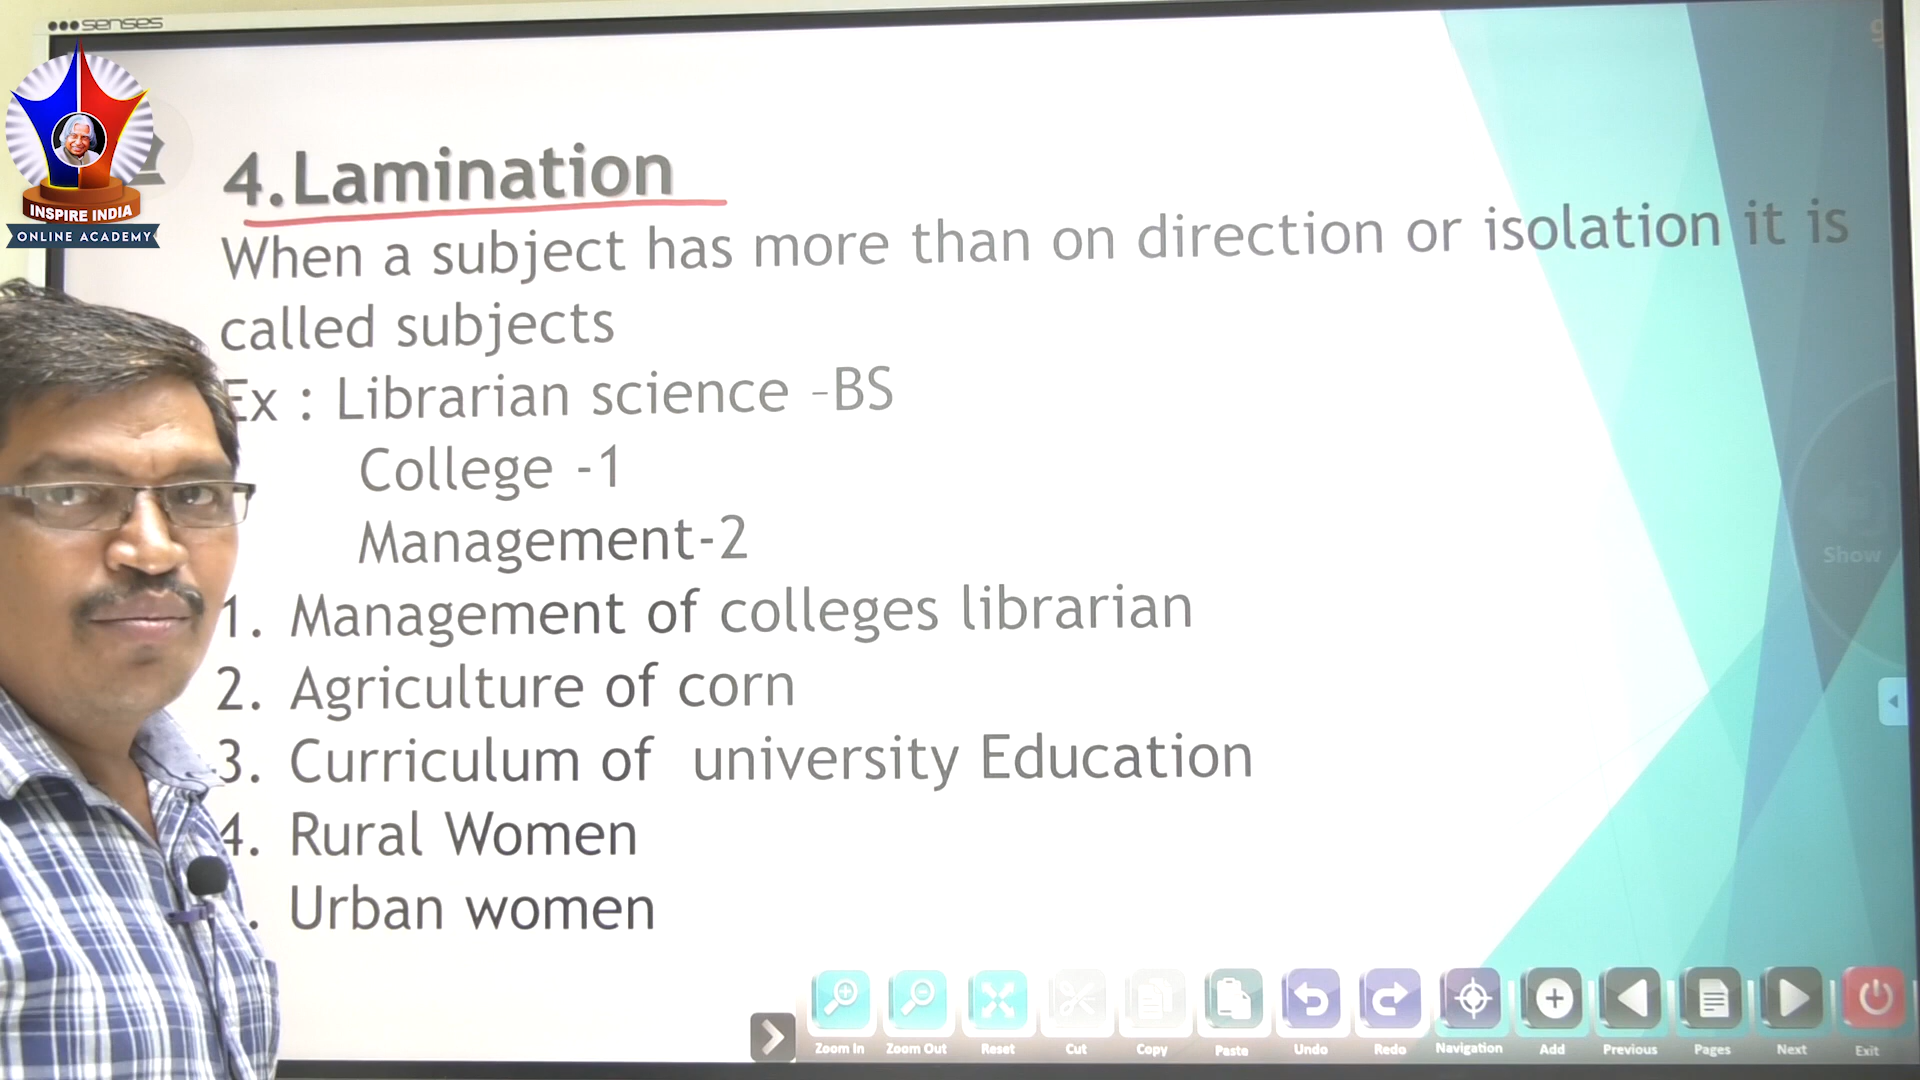 senses
INSPIRE INDIA
ONLINE ACADEMY
4.Lamination
When a subject has more than on direction or isolation it is
called subjects
Ex : Librarian science –BS
College -1
Management-2
1. Management of colleges librarian
2. Agriculture of corn
3. Curriculum of university Education
4. Rural Women
. Urban women
Show
Zoom In Zoom Out Reset Cut Copy Paste Undo Redo Navigation Add Previous Pages Next Exit